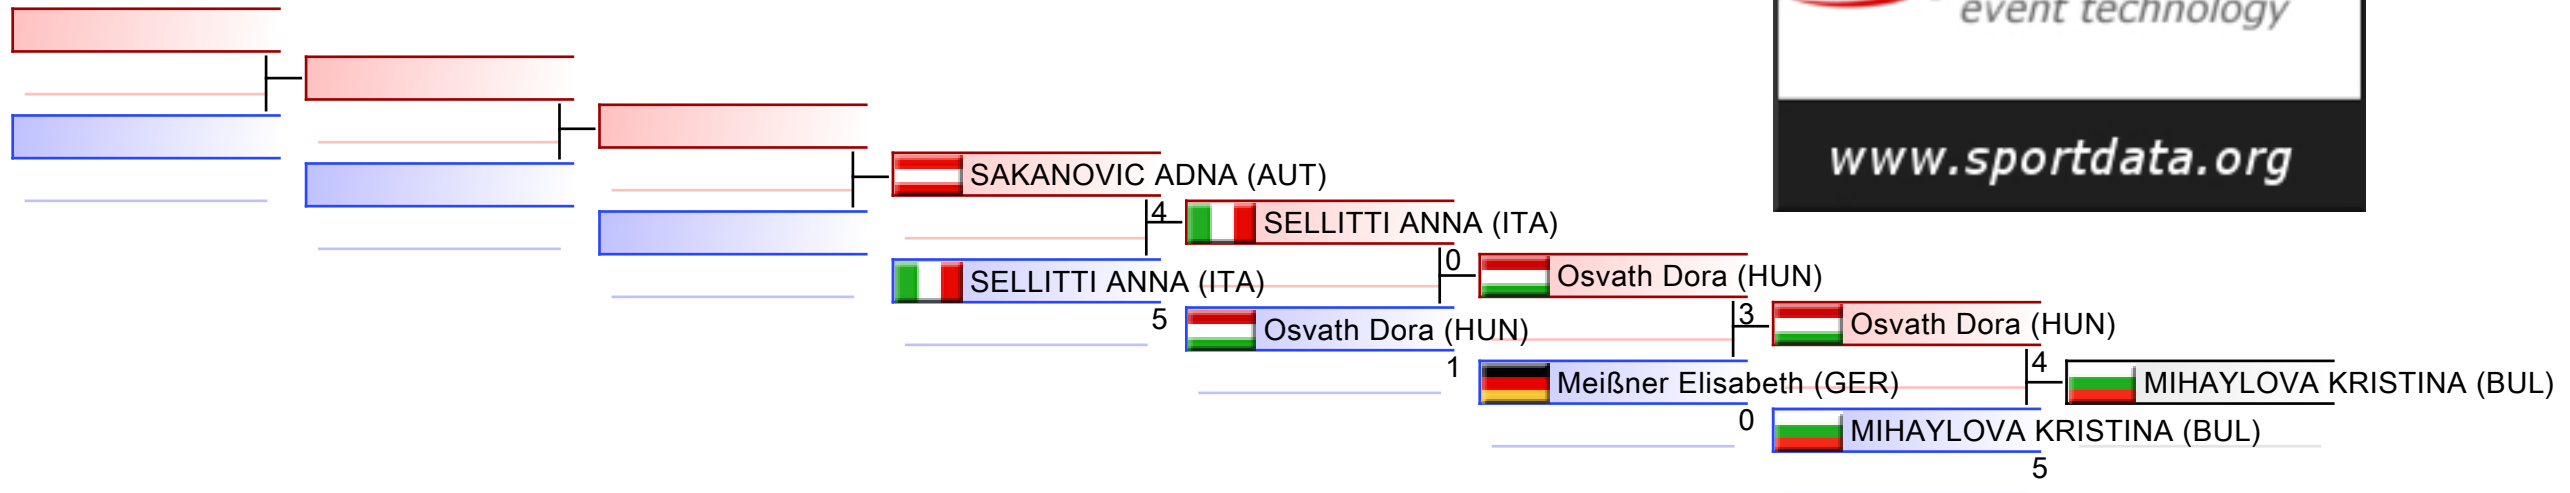 event technology
www.sportdata.org
SAKANOVIC ADNA (AUT)
4
SELLITTI ANNA (ITA)
5
SELLITTI ANNA (ITA)
0
Osvath Dora (HUN)
1
Osvath Dora (HUN)
3
Meißner Elisabeth (GER)
0
Osvath Dora (HUN)
4
MIHAYLOVA KRISTINA (BUL)
5
MIHAYLOVA KRISTINA (BUL)